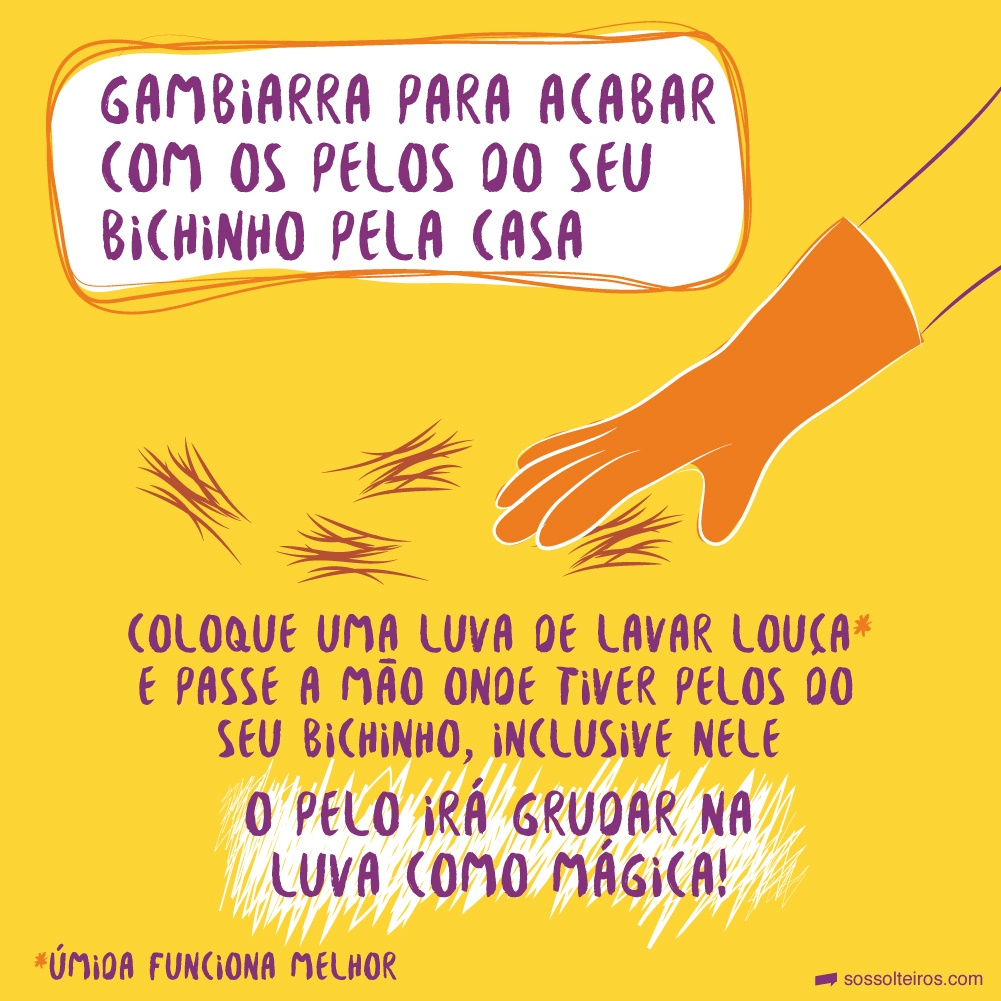 GAMBIARRA PARA ACABAR
COM OS PELOS DO SEU
BICHINHO PELA CASA
COLOQUE UMA LUVA DE LAVAR LOUÇA*
E PASSE A MÃO ONDE TIVER PELOS DO
SEU BICHINHO, INCLUSIVE NELE
O PELO IRÁ GRUDAR NA
LUVA COMO MÁGICA!
*ÚMIDA FUNCIONA MELHOR
sossolteiros.com